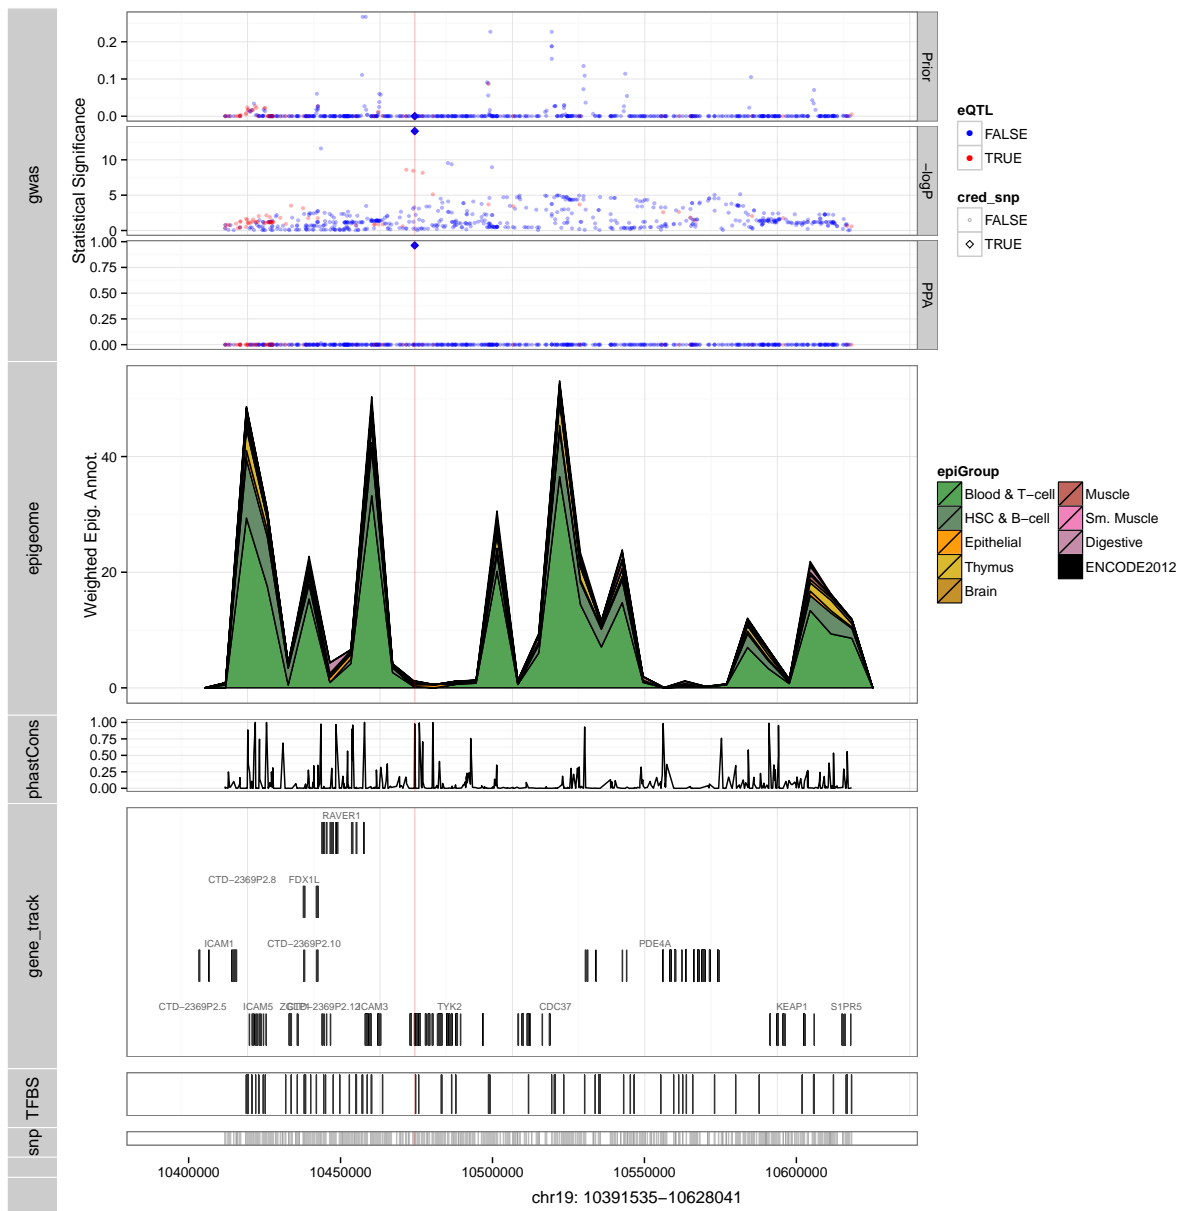 gwas
Statistical Significance
0.2
0.1
0.0
Prior
10
5
0
−logP
1.00
0.75
0.50
0.25
0.00
PPA
eQTL
FALSE
TRUE
cred_snp
FALSE
TRUE
epigeome
Weighted Epig. Annot.
40
20
0
epiGroup
Blood & T−cell
HSC & B−cell
Epithelial
Thymus
Brain
Muscle
Sm. Muscle
Digestive
ENCODE2012
phastCons
1.00
0.75
0.50
0.25
0.00
gene_track
RAVER1
CTD−2369P2.8 FDX1L
ICAM1 CTD−2369P2.10 PDE4A
CTD−2369P2.5 ICAM5 CTD−2369P2.12 ICAM3 TYK2 CDC37 KEAP1 S1PR5
TFBS
snp
10400000 10450000 10500000 10550000 10600000
chr19: 10391535−10628041